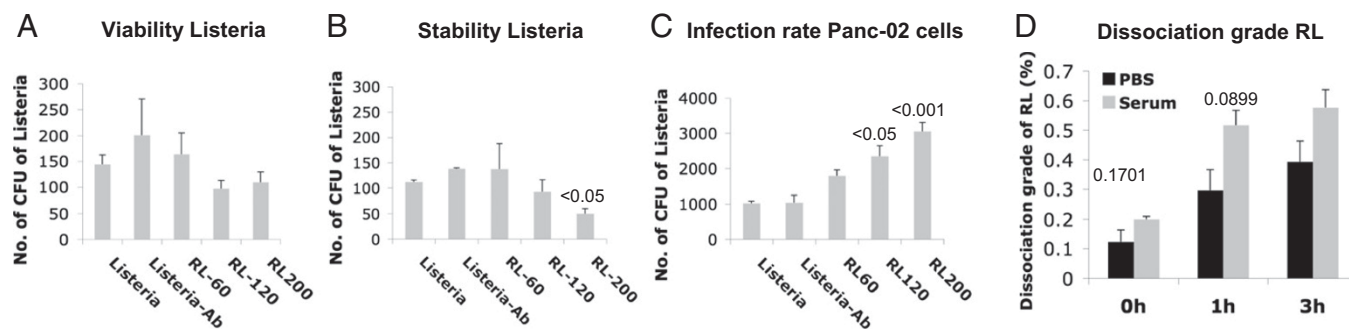 A Viability Listeria
No. of CFU of Listeria
300
250
200
150
100
50
0
Listeria
Listeria-Ab
RL-60
RL-120
RL200
B Stability Listeria
No. of CFU of Listeria
300
250
200
150
100
50
0
<0.05
Listeria
Listeria-Ab
RL-60
RL-120
RL-200
C Infection rate Panc-02 cells
No. of CFU of Listeria
4000
3000
2000
1000
0
<0.05
<0.001
Listeria
Listeria-Ab
RL60
RL120
RL200
D Dissociation grade RL
Dissociation grade of RL (%)
0.7
0.6
0.5
0.4
0.3
0.2
0.1
0
PBS
Serum
0.1701
0.0899
0h 1h 3h